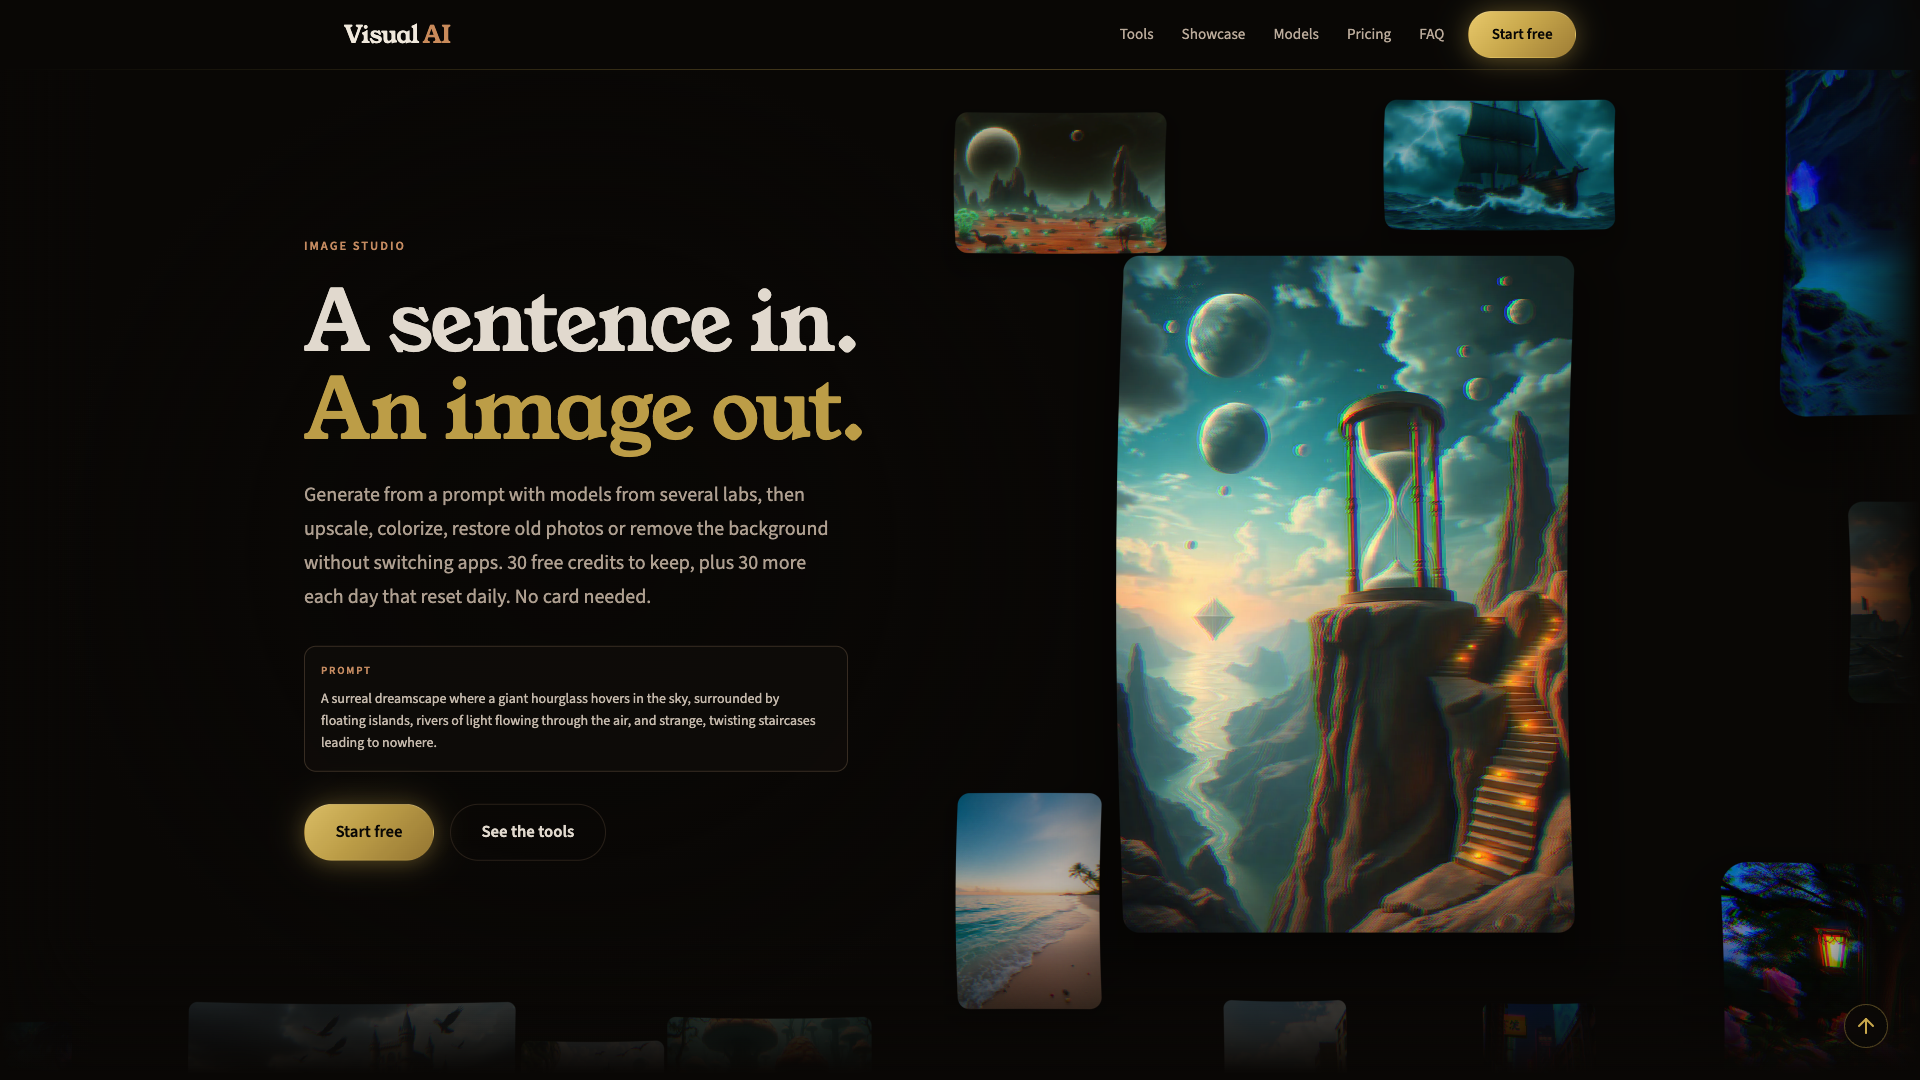 Visual AI
Tools
Showcase
Models
Pricing
FAQ
Start free
IMAGE STUDIO
A sentence in.
An image out.
Generate from a prompt with models from several labs, then
upscale, colorize, restore old photos or remove the background
without switching apps. 30 free credits to keep, plus 30 more
each day that reset daily. No card needed.
PROMPT
A surreal dreamscape where a giant hourglass hovers in the sky, surrounded by
floating islands, rivers of light flowing through the air, and strange, twisting staircases
leading to nowhere.
Start free
See the tools